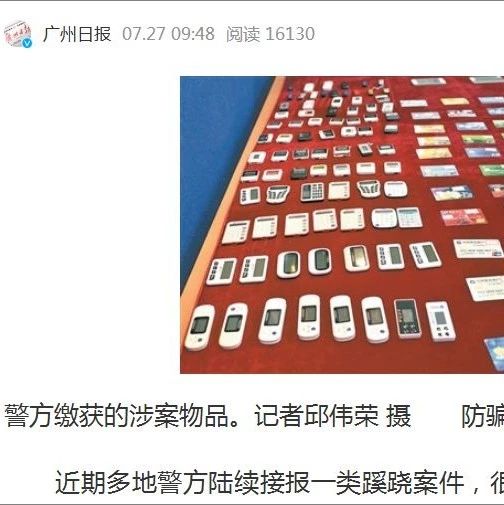 广州日报 07.27 09:48 阅读 16130
警方缴获的涉案物品。记者邱伟荣 摄 防骗
近期多地警方陆续接报一类蹊跷案件，很